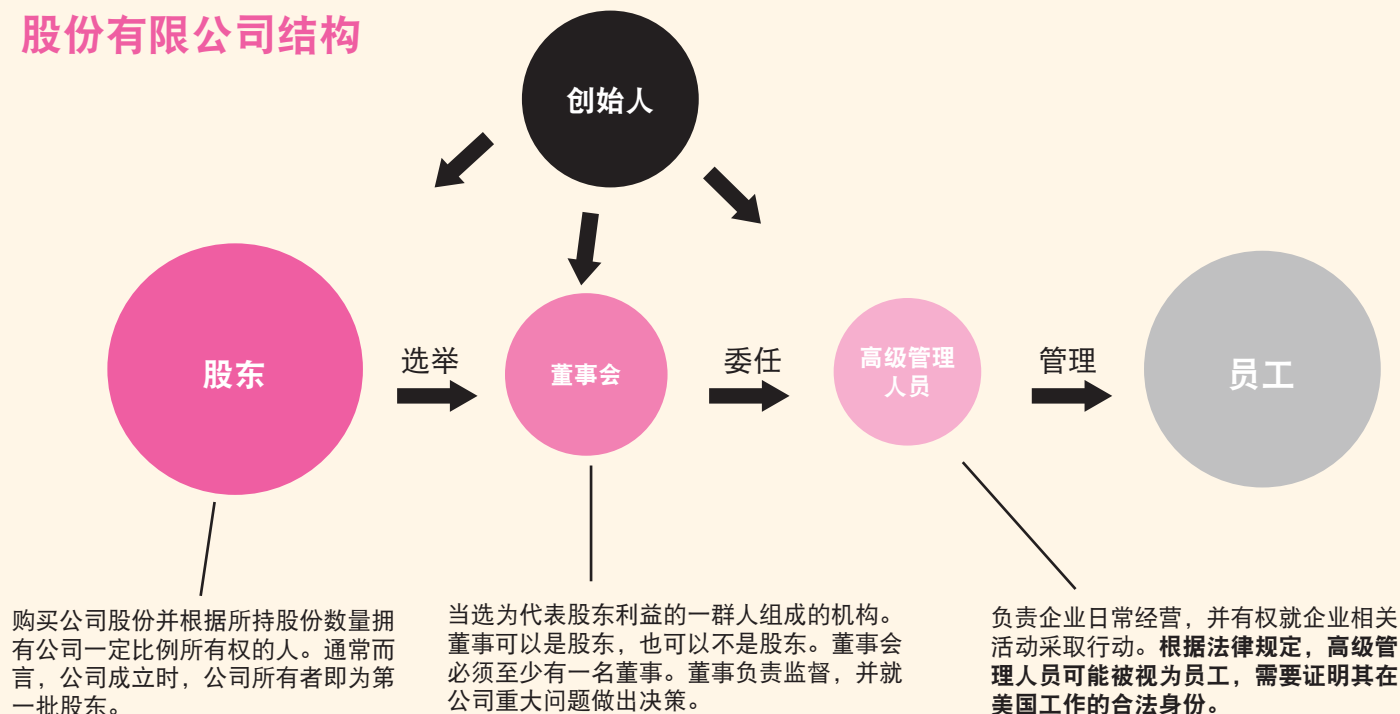 股份有限公司结构
创始人
股东
选举
董事会
委任
高级管理
人员
管理
员工
购买公司股份并根据所持股份数量拥
有公司一定比例所有权的人。通常而
言，公司成立时，公司所有者即为第
一批股东。
当选为代表股东利益的一群人组成的机构。
董事可以是股东，也可以不是股东。董事会
必须至少有一名董事。董事负责监督，并就
公司重大问题做出决策。
负责企业日常经营，并有权就企业相关
活动采取行动。根据法律规定，高级管
理人员可能被视为员工，需要证明其在
美国工作的合法身份。